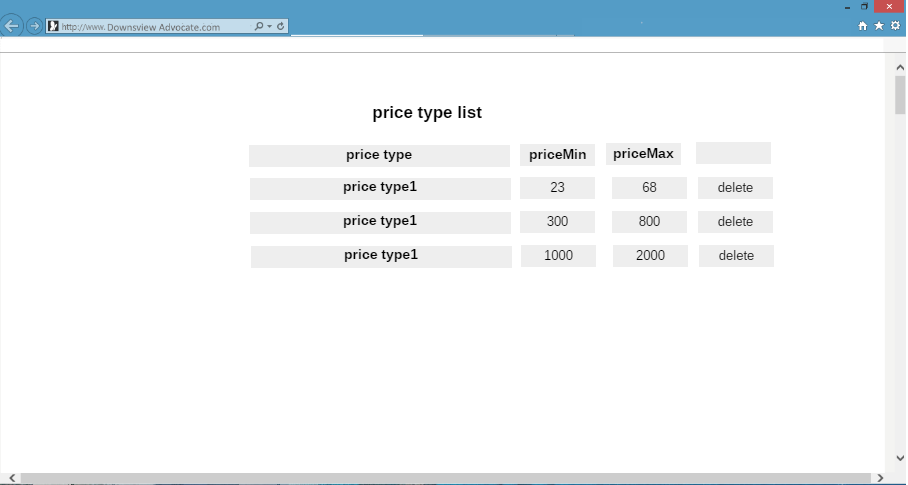 http://www. Downsview Advocate.com
price type list
price type priceMin priceMax
price type1 23 68 delete
price type1 300 800 delete
price type1 1000 2000 delete